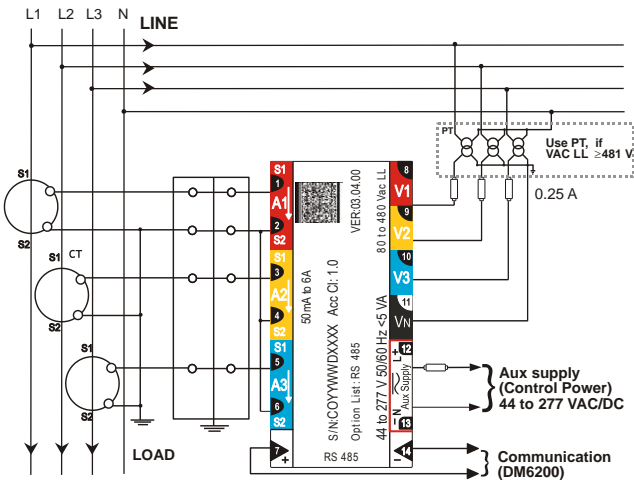 L1 L2 L3 N
LINE
PT
Use PT, if
VAC LL ≥481 V
0.25 A
S1
S2
CT
S1
S2
S1
S2
LOAD
S1
1
A1
2
S2
S1
3
A2
4
S2
S1
5
A3
6
S2
7
+
50mA to 6A
S/N:COYYWWDXXXX Acc Cl: 1.0
Option List: RS 485
VER:03.04.00
80 to 480 Vac LL
44 to 277 V 50/60 Hz <5 VA
RS 485
8
V1
9
V2
10
V3
11
VN
12
L+
Aux Supply
N
–
13
14
–
Aux supply
(Control Power)
44 to 277 VAC/DC
Communication
(DM6200)